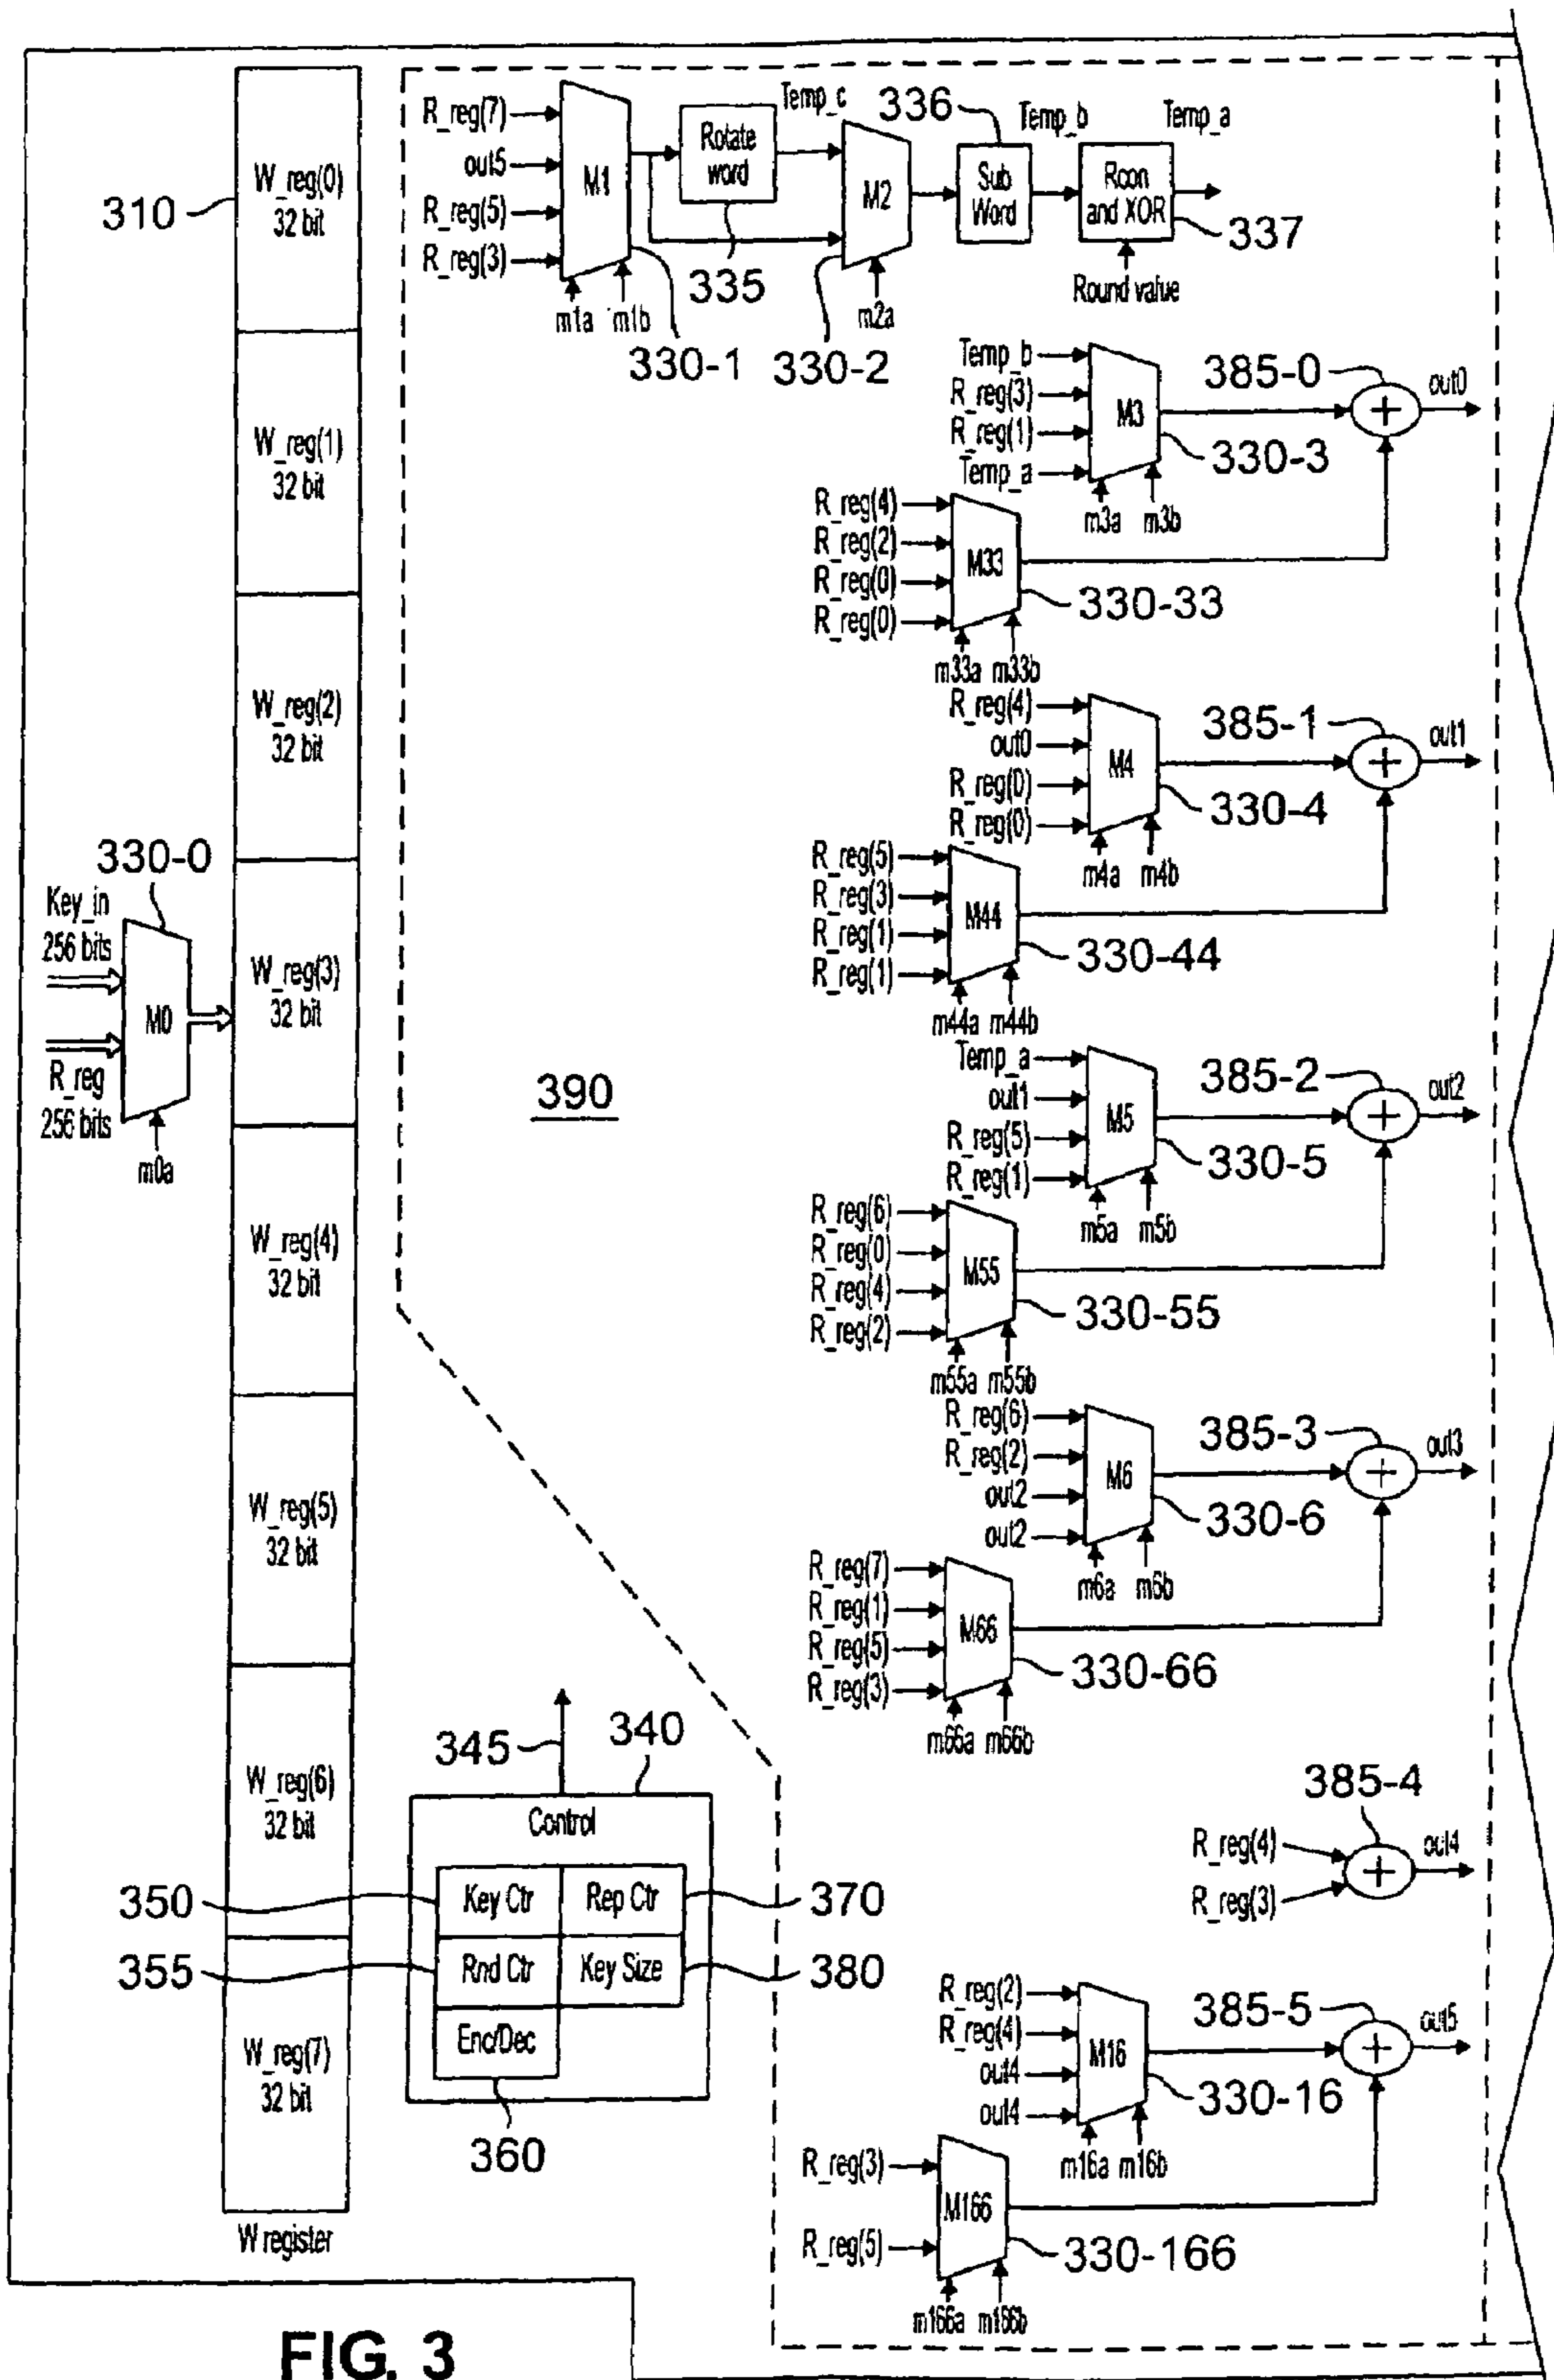 310
W_reg(0)
32 bit
W_reg(1)
32 bit
W_reg(2)
32 bit
W_reg(3)
32 bit
W_reg(4)
32 bit
W_reg(5)
32 bit
W_reg(6)
32 bit
W_reg(7)
32 bit
W register
330-0
Key_in
256 bits
M0
R_reg
256 bits
m0a
R_reg(7)
out5
R_reg(5)
R_reg(3)
M1
m1a m1b
330-1
Rotate
word
335
Temp_c
M2
m2a
330-2
336
Sub
Word
Temp_b
Rcon
and XOR
Temp_a
337
Round value
Temp_b
R_reg(3)
R_reg(1)
Temp_a
M3
m3a m3b
330-3
385-0
out0
R_reg(4)
R_reg(2)
R_reg(0)
R_reg(0)
M33
m33a m33b
330-33
R_reg(4)
out0
R_reg(0)
R_reg(0)
M4
m4a m4b
330-4
385-1
out1
R_reg(5)
R_reg(3)
R_reg(1)
R_reg(1)
M44
m44a m44b
330-44
390
Temp_a
out1
R_reg(5)
R_reg(1)
M5
m5a m5b
330-5
385-2
out2
R_reg(6)
R_reg(0)
R_reg(4)
R_reg(2)
M55
m55a m55b
330-55
R_reg(6)
R_reg(2)
out2
out2
M6
m6a m6b
330-6
385-3
out3
R_reg(7)
R_reg(1)
R_reg(5)
R_reg(3)
M66
m66a m66b
330-66
345
340
Control
350
Key Ctr
Rep Ctr
370
355
Rnd Ctr
Key Size
380
Enc/Dec
360
385-4
R_reg(4)
R_reg(3)
out4
R_reg(2)
R_reg(4)
out4
out4
M16
m16a m16b
330-16
385-5
out5
R_reg(3)
R_reg(5)
M166
m166a m166b
330-166
FIG. 3